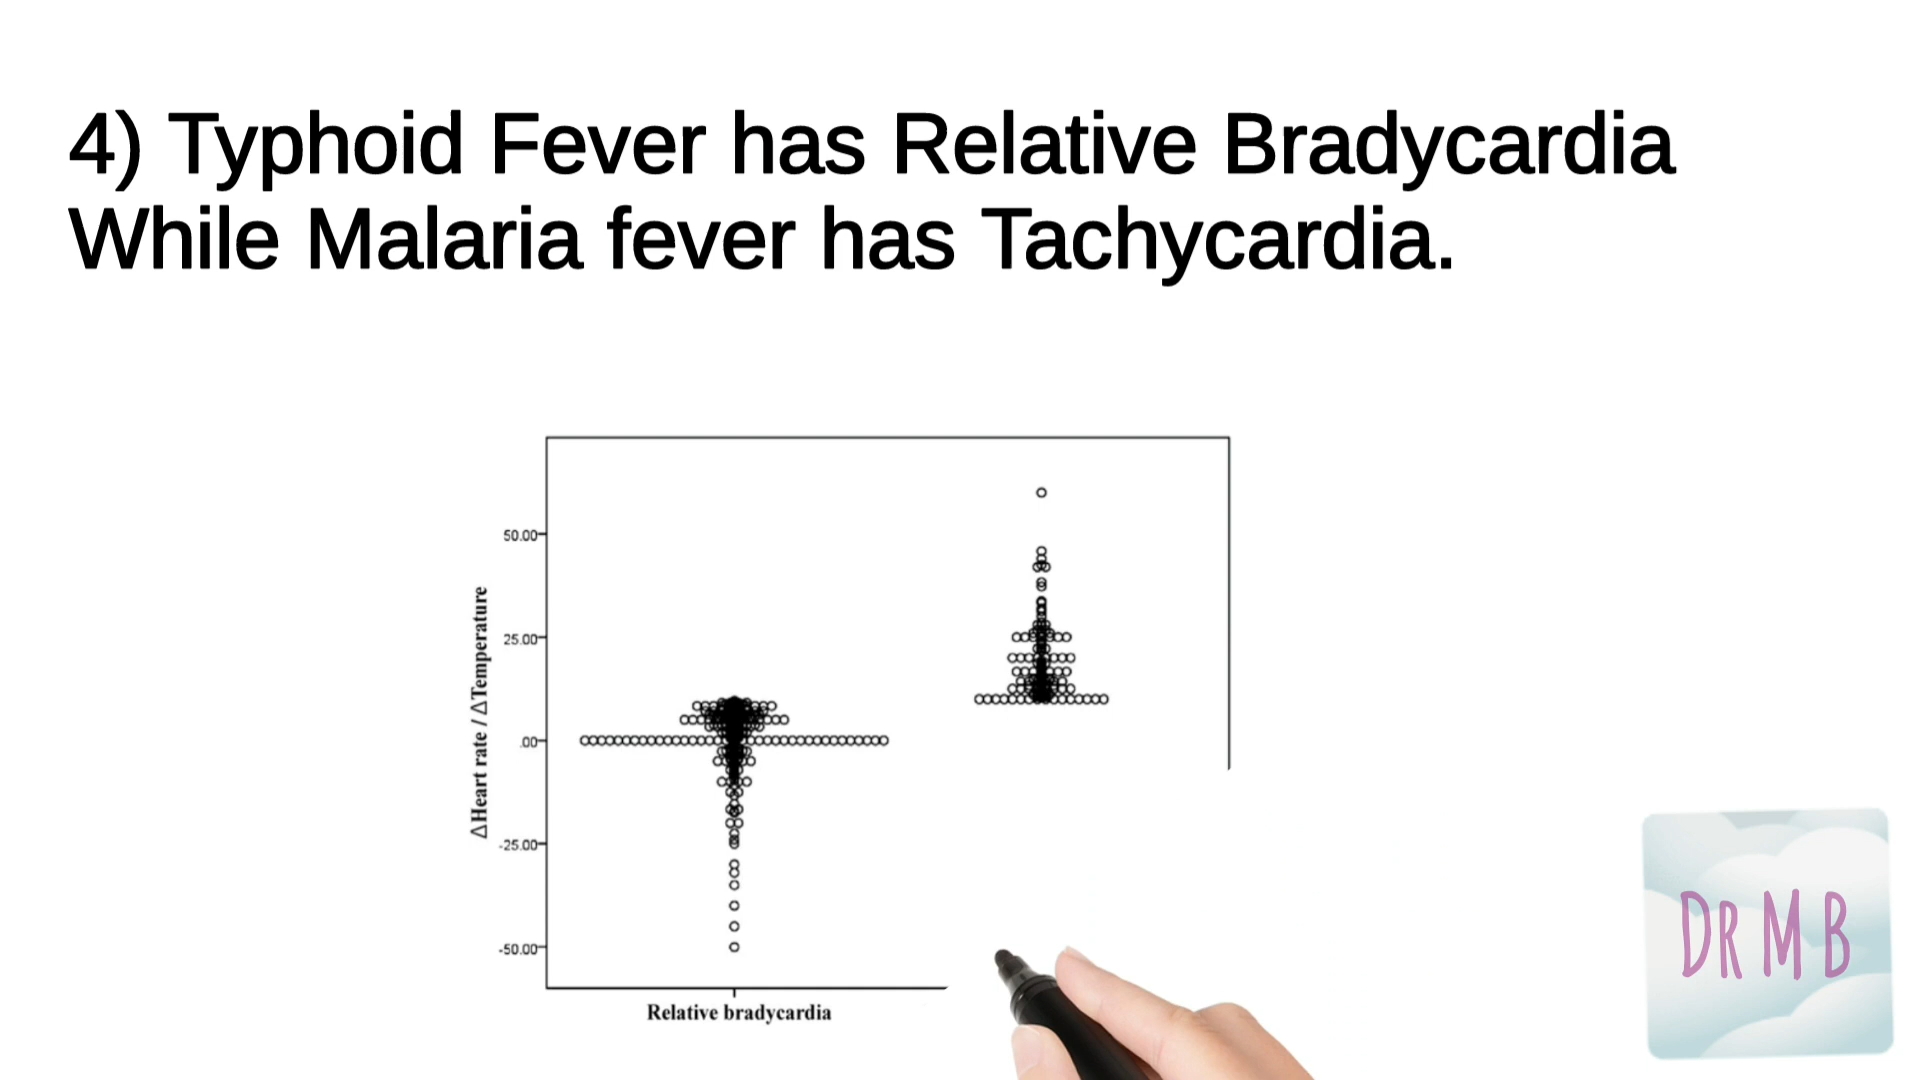 4) Typhoid Fever has Relative Bradycardia
While Malaria fever has Tachycardia.
ΔHeart rate / ΔTemperature
50.00
25.00
.00
-25.00
-50.00
Relative bradycardia
DR M B